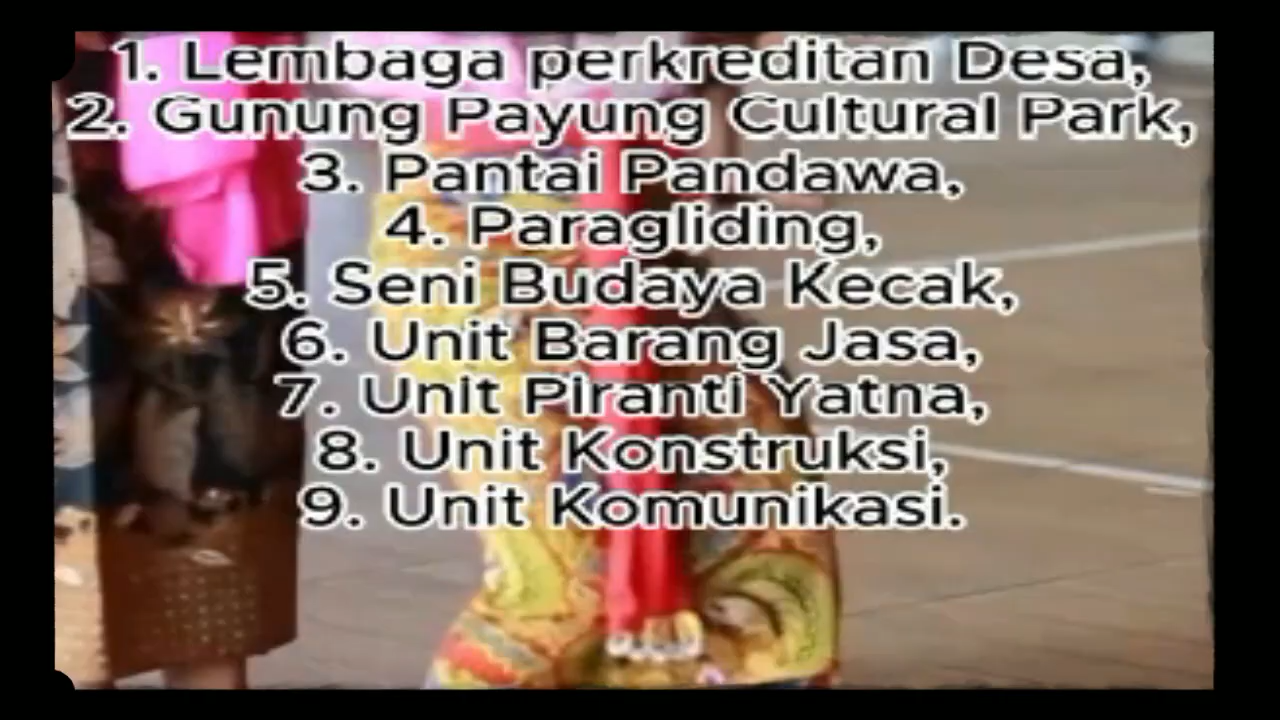 1. Lembaga perkreditan Desa,
2. Gunung Payung Cultural Park,
3. Pantai Pandawa,
4. Paragliding,
5. Seni Budaya Kecak,
6. Unit Barang Jasa,
7. Unit Piranti Yatna,
8. Unit Konstruksi,
9. Unit Komunikasi.